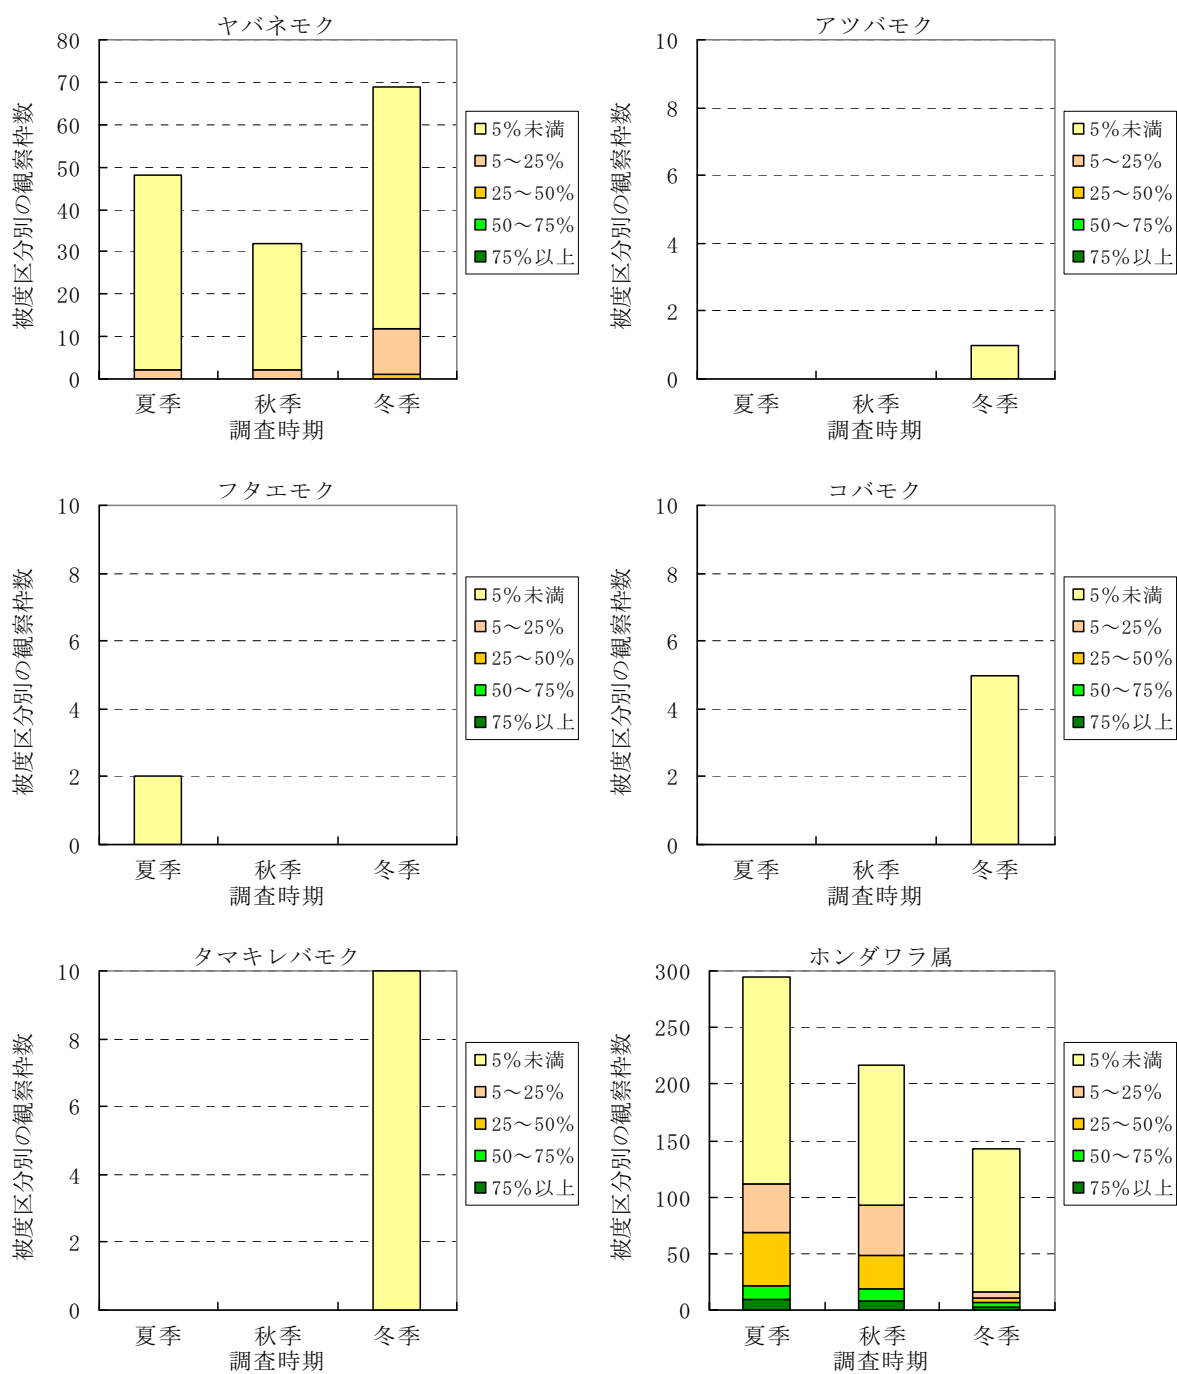 ヤバネモク
被度区分別の観察枠数
80
70
60
50
40
30
20
10
0
夏季 秋季 冬季
調査時期
5%未満
5～25%
25～50%
50～75%
75%以上
アツバモク
被度区分別の観察枠数
10
8
6
4
2
0
夏季 秋季 冬季
調査時期
5%未満
5～25%
25～50%
50～75%
75%以上
フタエモク
被度区分別の観察枠数
10
8
6
4
2
0
夏季 秋季 冬季
調査時期
5%未満
5～25%
25～50%
50～75%
75%以上
コバモク
被度区分別の観察枠数
10
8
6
4
2
0
夏季 秋季 冬季
調査時期
5%未満
5～25%
25～50%
50～75%
75%以上
タマキレバモク
被度区分別の観察枠数
10
8
6
4
2
0
夏季 秋季 冬季
調査時期
5%未満
5～25%
25～50%
50～75%
75%以上
ホンダワラ属
被度区分別の観察枠数
300
250
200
150
100
50
0
夏季 秋季 冬季
調査時期
5%未満
5～25%
25～50%
50～75%
75%以上